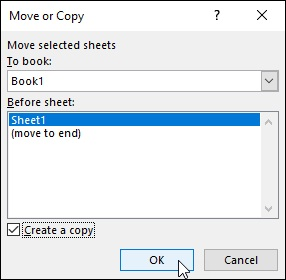 Move or Copy
?
Move selected sheets
To book:
Book1
Before sheet:
Sheet1
(move to end)
Create a copy
OK
Cancel